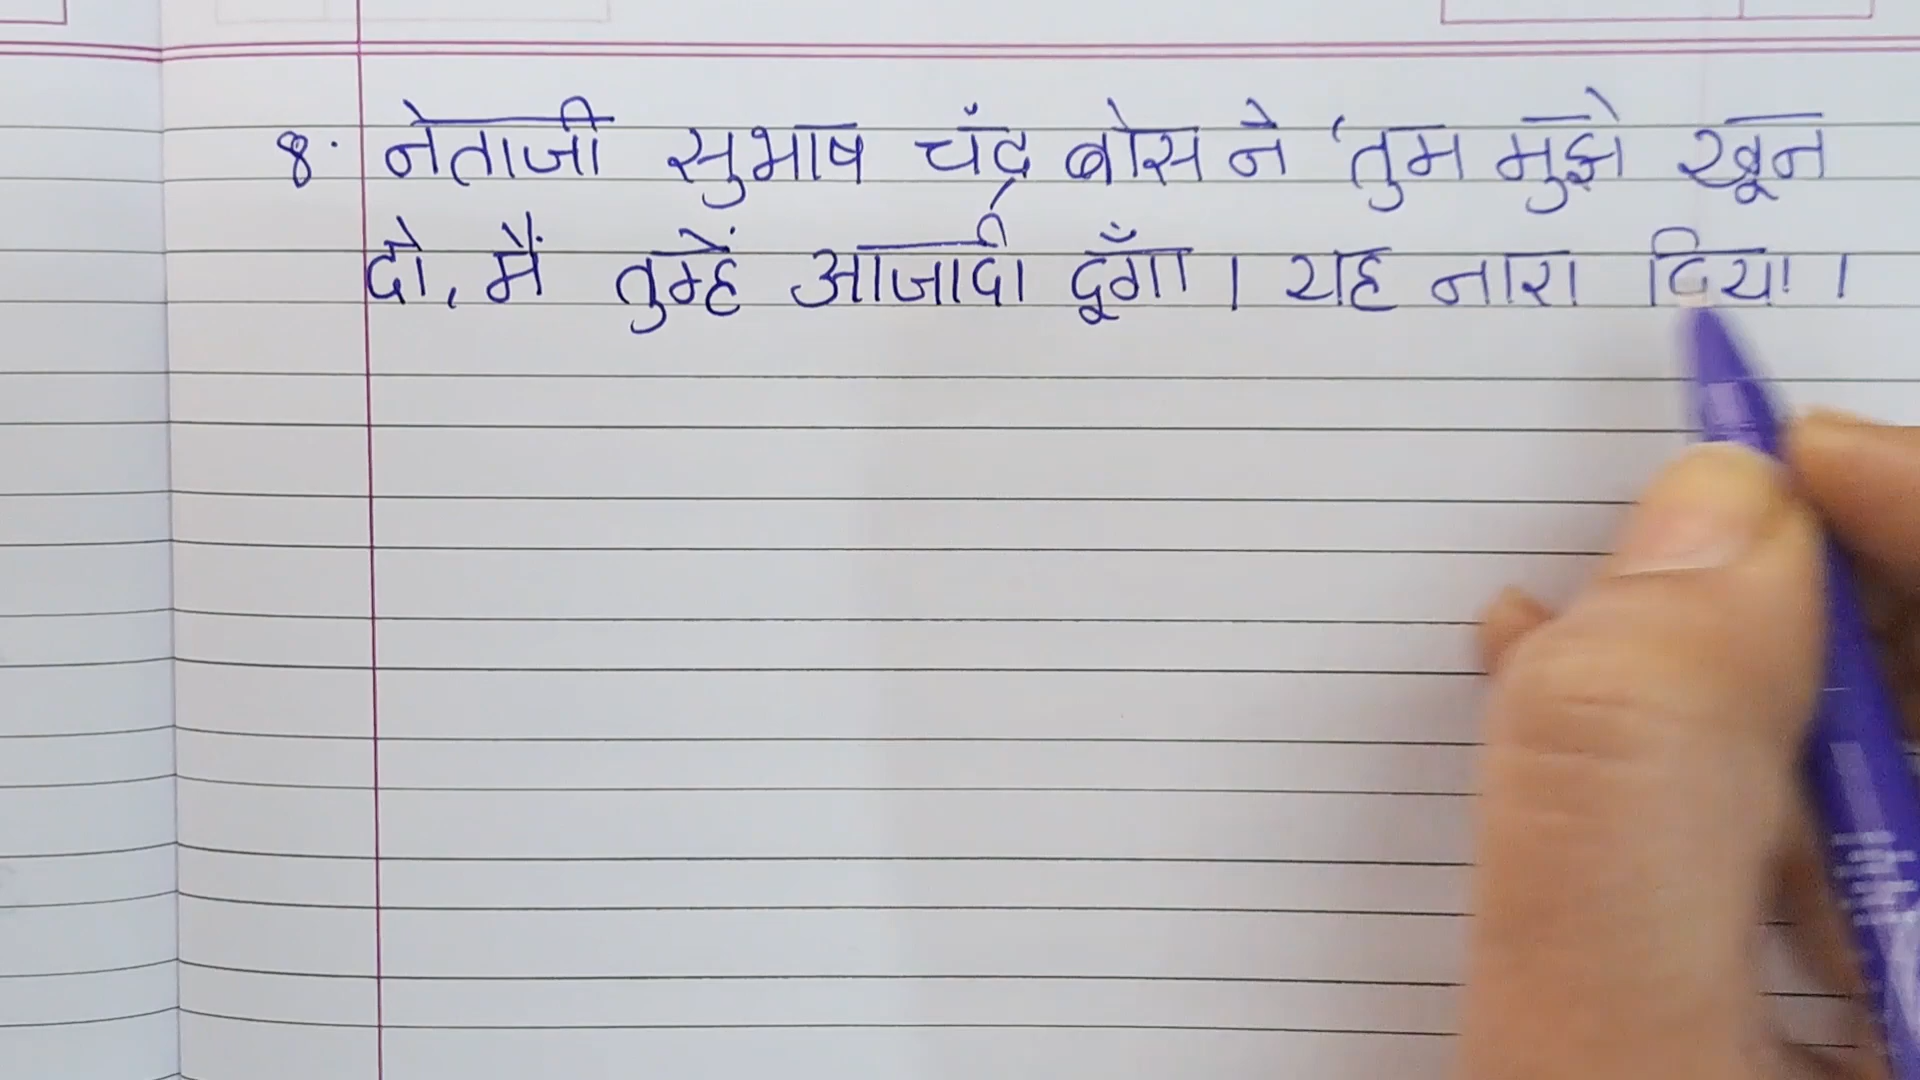 8. नेताजी सुभाष चँद्र बोस ने ‘तुम मुझे खून
दो, मैं तुम्हें आजादी दूँगा । यह नारा दिया ।